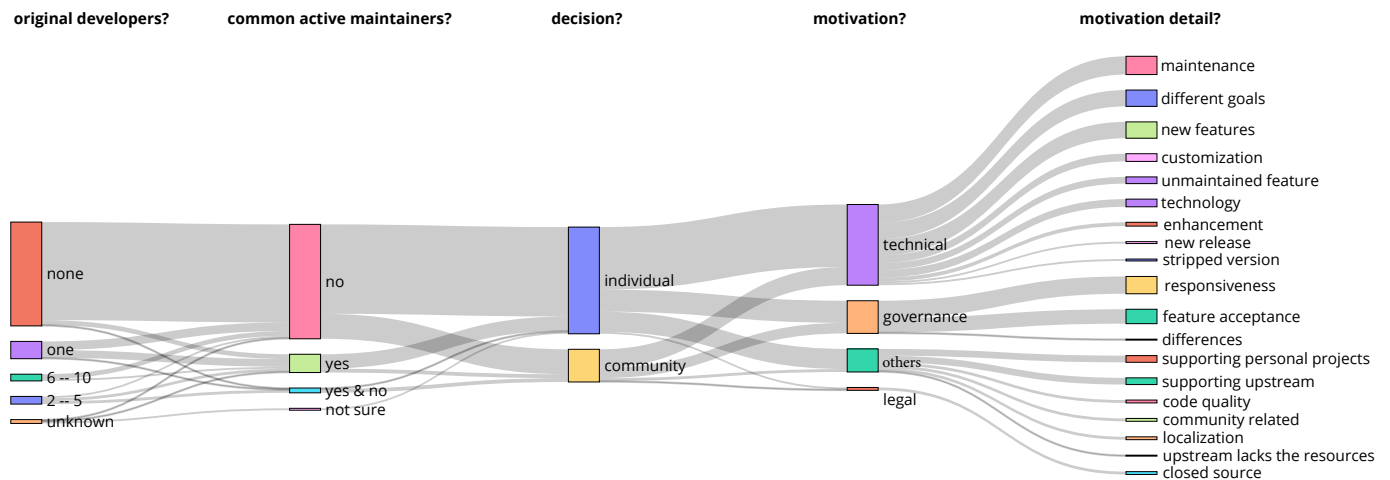 original developers?
common active maintainers?
decision?
motivation?
motivation detail?
none
one
6 -- 10
2 -- 5
unknown
no
yes
yes & no
not sure
individual
community
technical
governance
others
legal
maintenance
different goals
new features
customization
unmaintained feature
technology
enhancement
new release
stripped version
responsiveness
feature acceptance
differences
supporting personal projects
supporting upstream
code quality
community related
localization
upstream lacks the resources
closed source